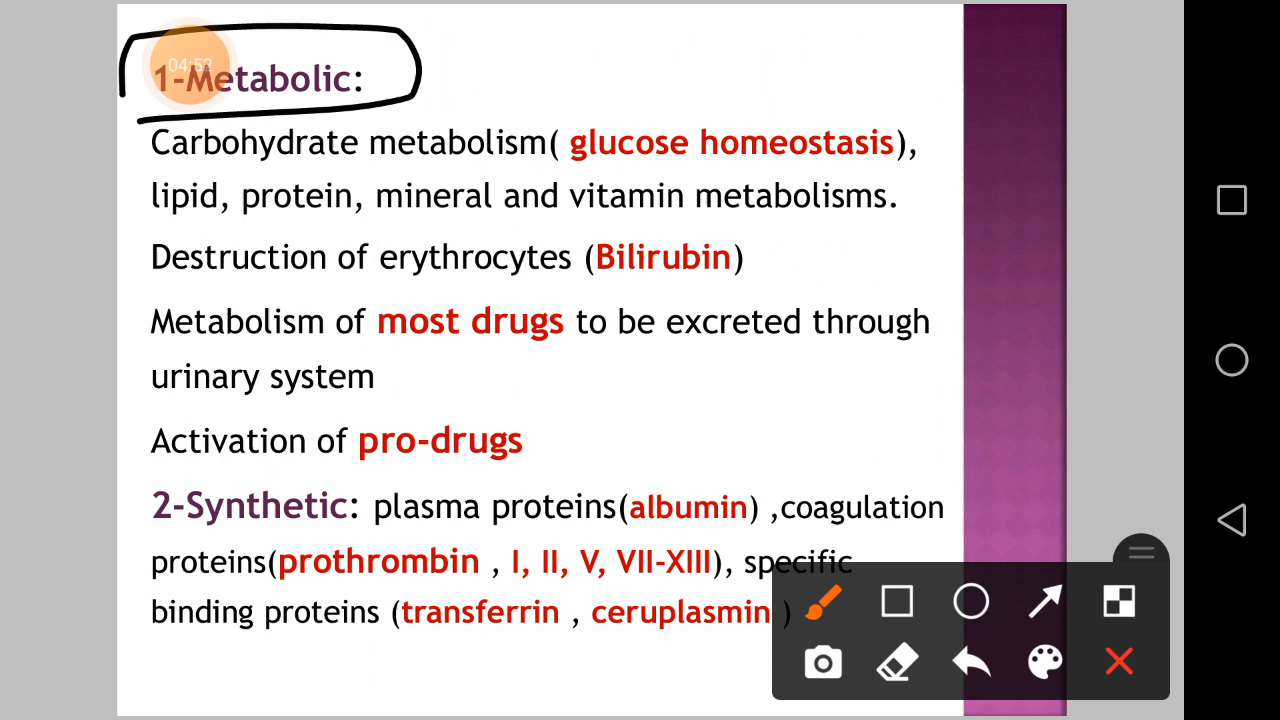 04:52
1-Metabolic:
Carbohydrate metabolism( glucose homeostasis),
lipid, protein, mineral and vitamin metabolisms.
Destruction of erythrocytes (Bilirubin)
Metabolism of most drugs to be excreted through
urinary system
Activation of pro-drugs
2-Synthetic: plasma proteins(albumin) ,coagulation
proteins(prothrombin , I, II, V, VII-XIII), specific
binding proteins (transferrin , ceruplasmin )